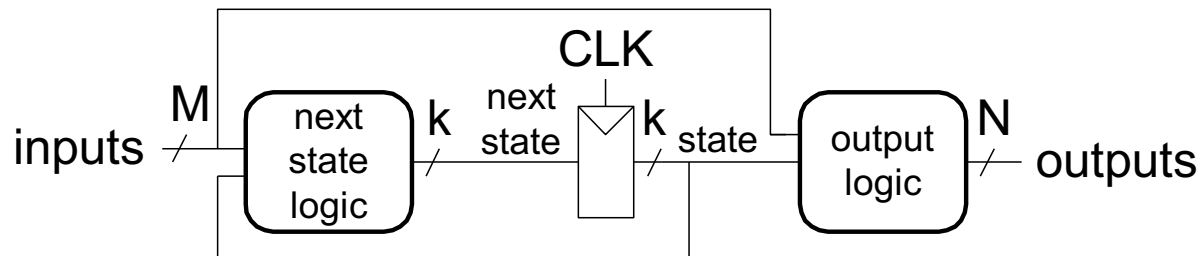 CLK
M
next
state
logic
k
next
state
k
state
output
logic
N
inputs
outputs